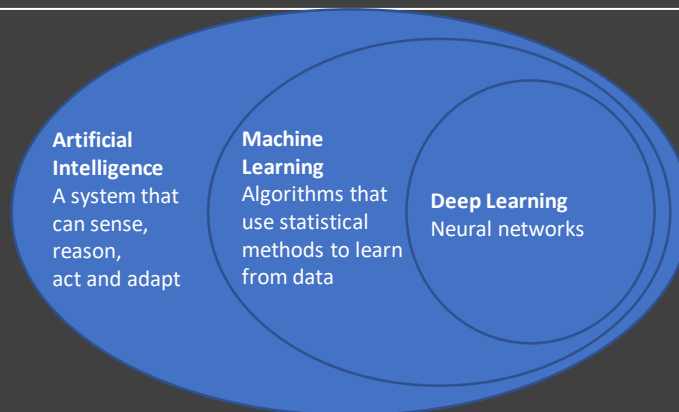 Artificial
Intelligence
A system that
can sense,
reason,
act and adapt
Machine
Learning
Algorithms that
use statistical
methods to learn
from data
Deep Learning
Neural networks